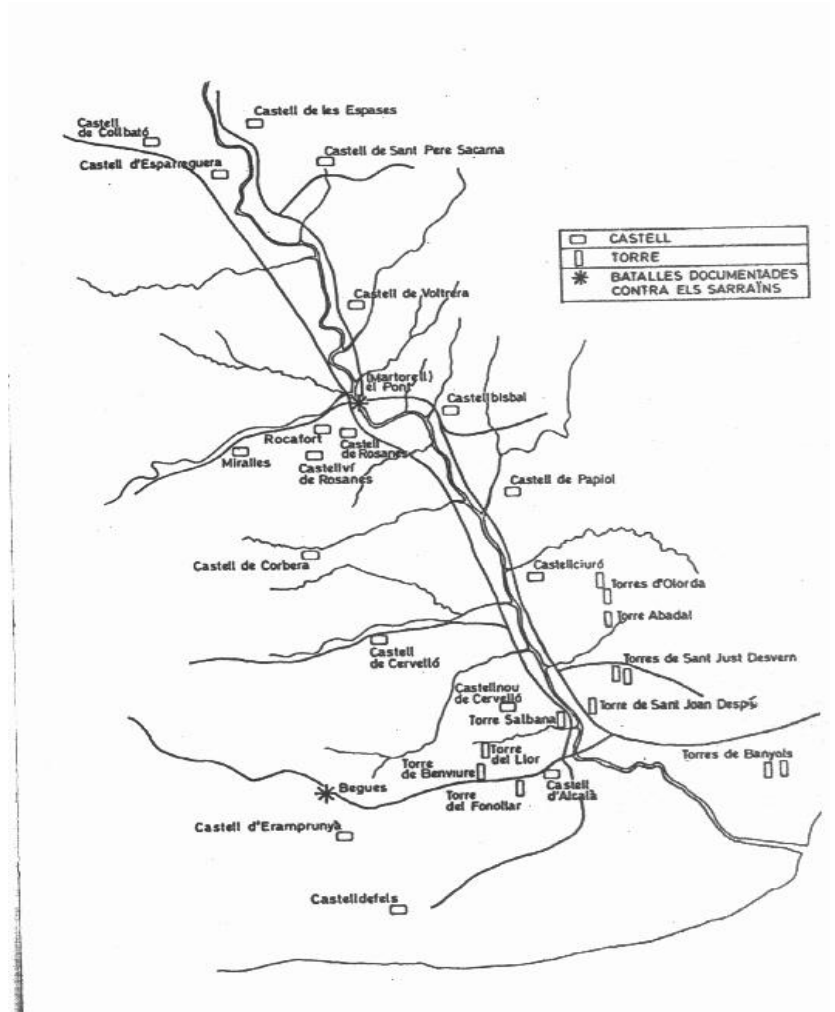 Castell de les Espases
Castell
de Collbató
Castell d'Esparreguera
Castell de Sant Pere Sacama
CASTELL
TORRE
BATALLES DOCUMENTADES
CONTRA ELS SARRAÏNS
Castell de Voltrera
(Martorell)
el Pont
Castellbisbal
Rocafort
Castell
de Rosanes
Miralles
Castellví
de Rosanes
Castell de Papiol
Castell de Corbera
Castellciuró
Torres d'Olorda
Torre Abadal
Castell
de Cervelló
Torres de Sant Just Desvern
Castellnou
de Cervelló
Torre de Sant Joan Despí
Torre Salbana
Torre
del Llor
Torre
de Benviure
Torres de Banyols
Begues
Torre
del Fonollar
Castell
d'Alcalà
Castell d'Eramprunyà
Castelldefels